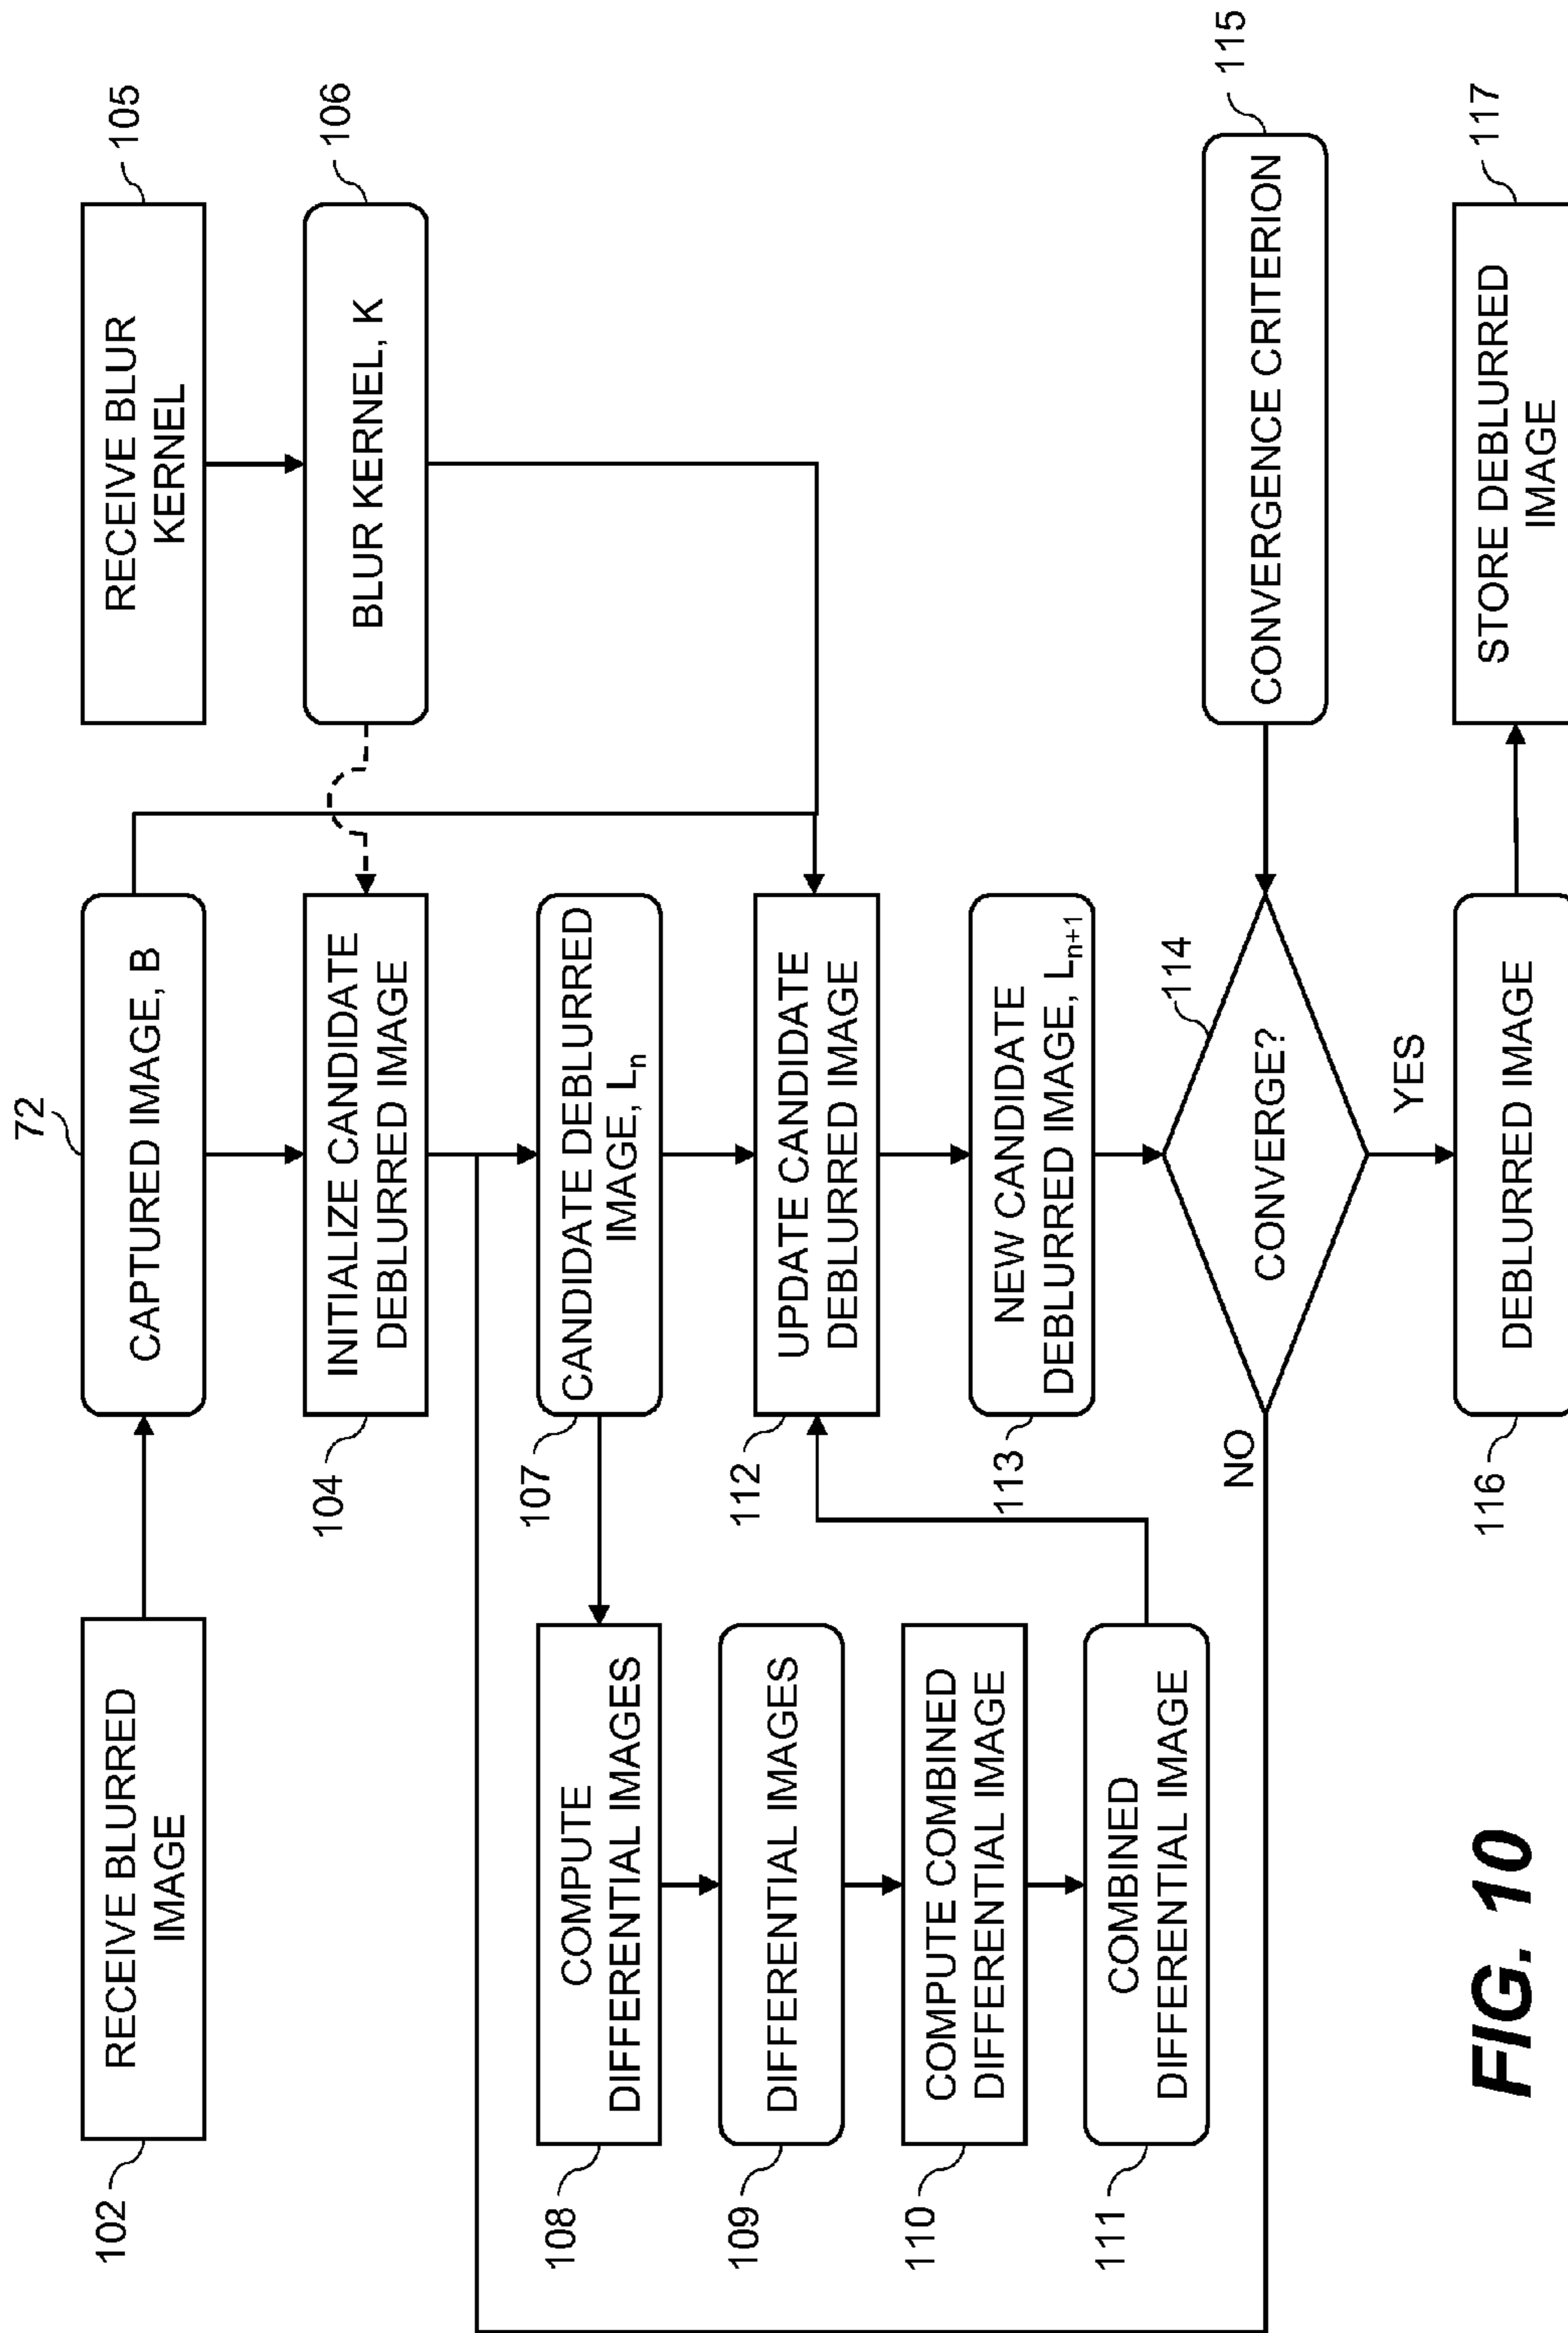 72
RECEIVE BLURRED
IMAGE
102
CAPTURED IMAGE, B
RECEIVE BLUR
KERNEL
105
INITIALIZE CANDIDATE
DEBLURRED IMAGE
104
BLUR KERNEL, K
106
CANDIDATE DEBLURRED
IMAGE, Lₙ
107
COMPUTE
DIFFERENTIAL IMAGES
108
DIFFERENTIAL IMAGES
109
COMPUTE COMBINED
DIFFERENTIAL IMAGE
110
COMBINED
DIFFERENTIAL IMAGE
111
UPDATE CANDIDATE
DEBLURRED IMAGE
112
NEW CANDIDATE
DEBLURRED IMAGE, Lₙ₊₁
113
114
CONVERGE?
NO
YES
CONVERGENCE CRITERION
115
DEBLURRED IMAGE
116
STORE DEBLURRED
IMAGE
117
FIG. 10